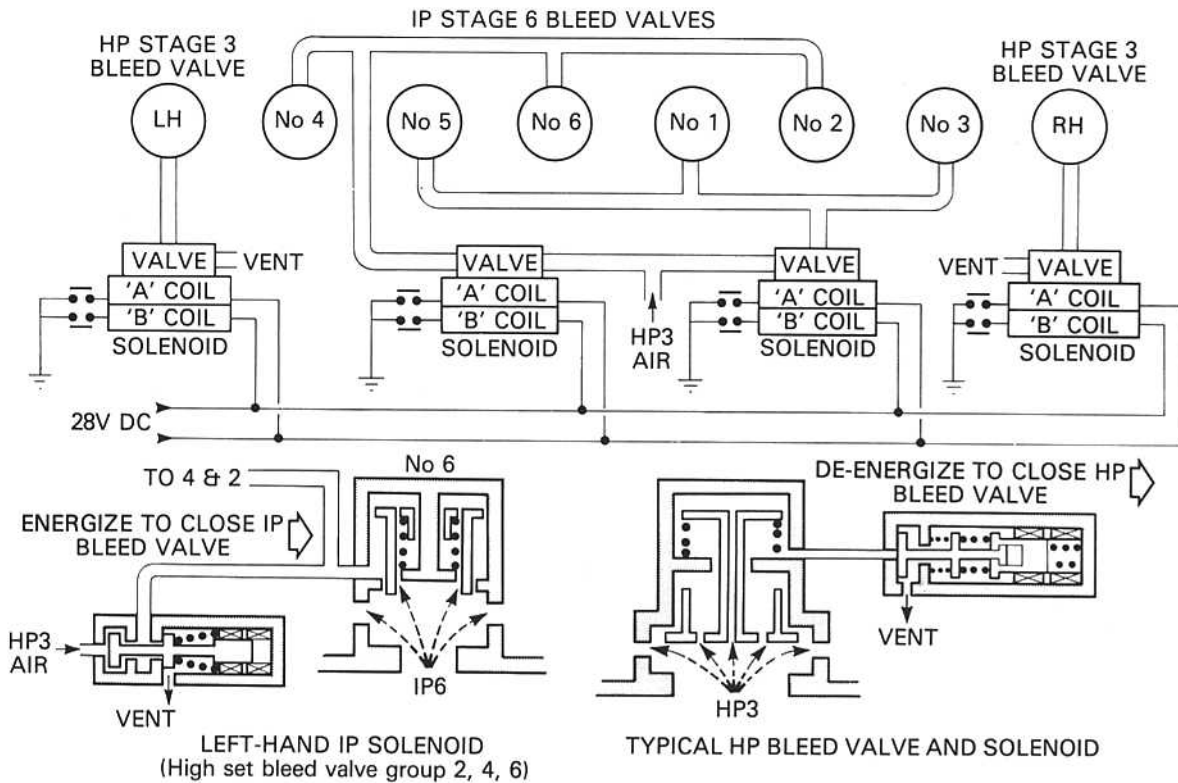 IP STAGE 6 BLEED VALVES
HP STAGE 3
BLEED VALVE
HP STAGE 3
BLEED VALVE
LH
No 4
No 5
No 6
No 1
No 2
No 3
RH
VALVE
VENT
'A' COIL
'B' COIL
SOLENOID
VALVE
'A' COIL
'B' COIL
SOLENOID
HP3
AIR
VALVE
'A' COIL
'B' COIL
SOLENOID
VENT
VALVE
'A' COIL
'B' COIL
SOLENOID
28V DC
TO 4 & 2
No 6
ENERGIZE TO CLOSE IP
BLEED VALVE
HP3
AIR
VENT
IP6
LEFT-HAND IP SOLENOID
(High set bleed valve group 2, 4, 6)
DE-ENERGIZE TO CLOSE HP
BLEED VALVE
VENT
HP3
TYPICAL HP BLEED VALVE AND SOLENOID